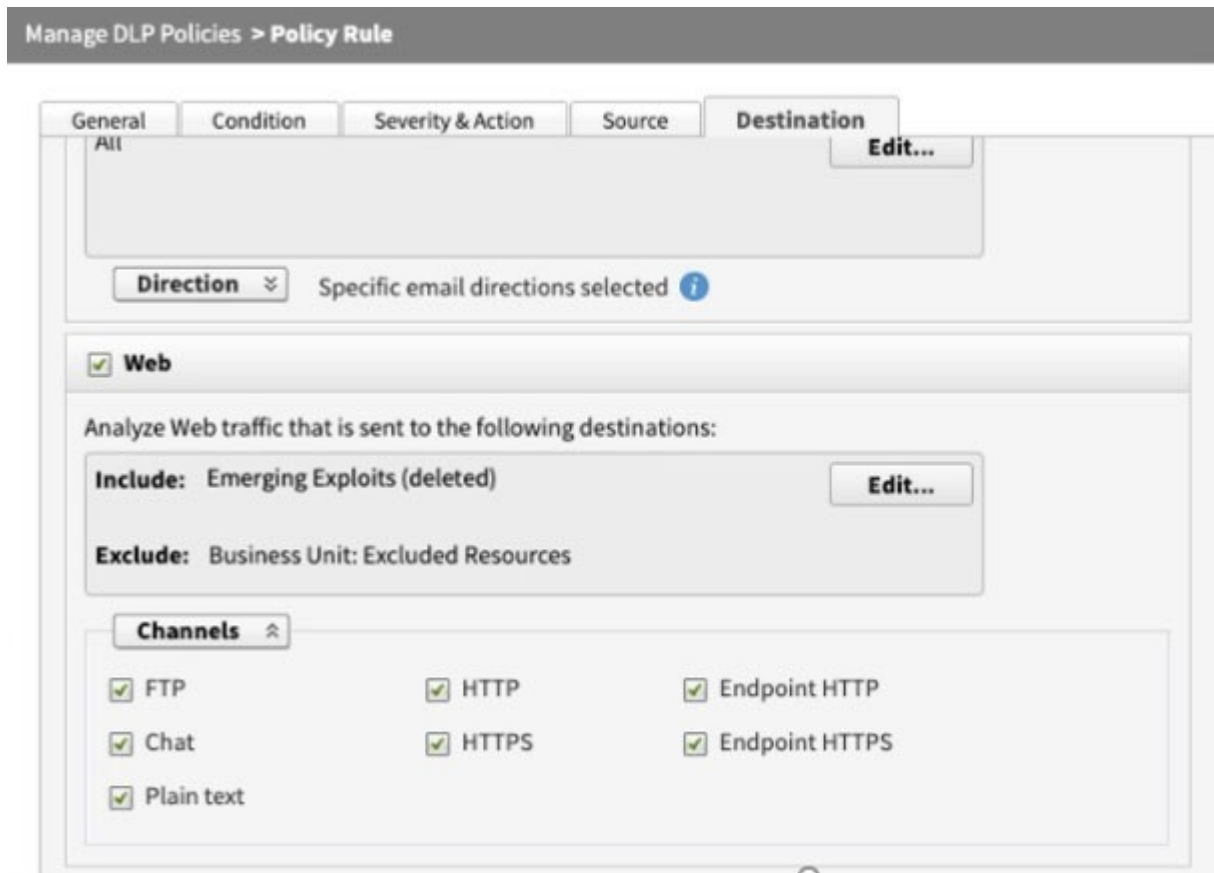 Manage DLP Policies > Policy Rule
General Condition Severity & Action Source Destination
All Edit...
Direction Specific email directions selected
Web
Analyze Web traffic that is sent to the following destinations:
Include: Emerging Exploits (deleted) Edit...
Exclude: Business Unit: Excluded Resources
Channels
FTP HTTP Endpoint HTTP
Chat HTTPS Endpoint HTTPS
Plain text